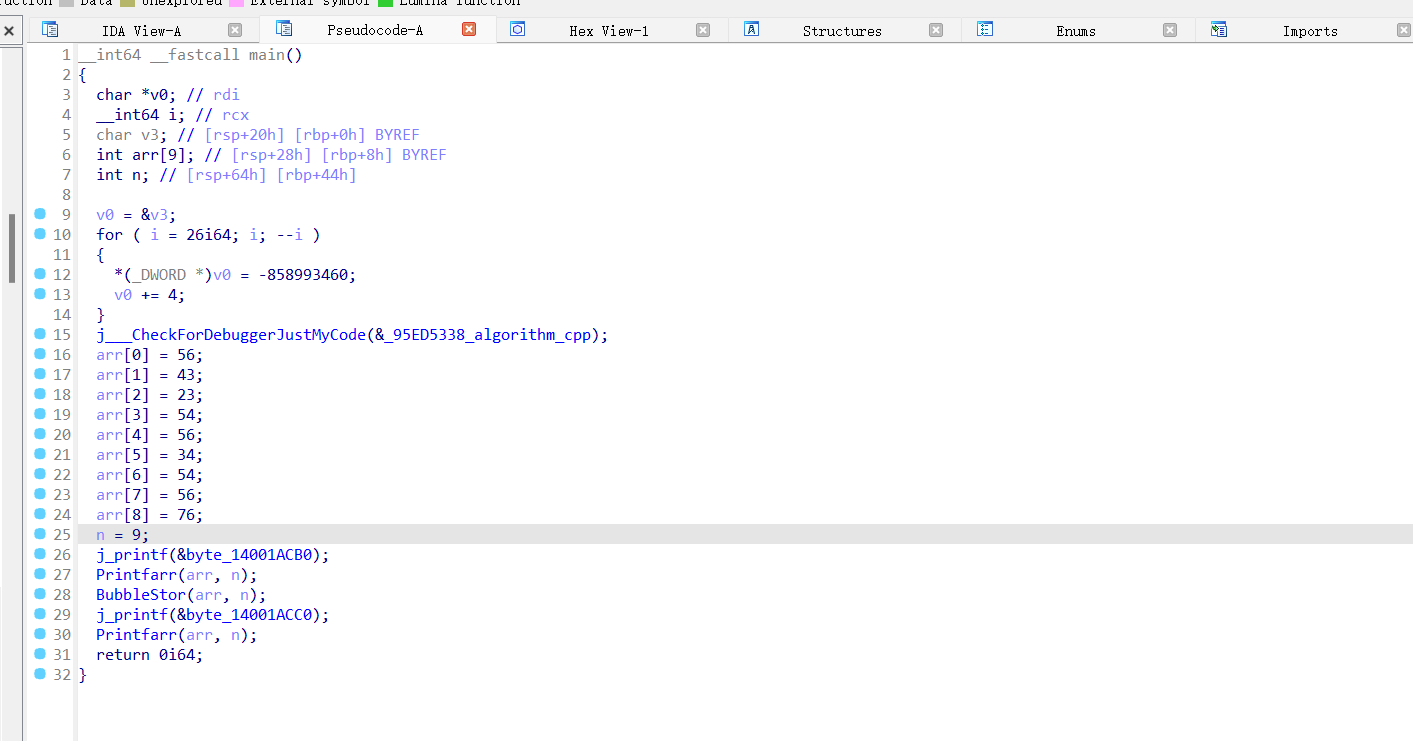 ruction Data Unexplored External symbol Lumina function
IDA View-A Pseudocode-A Hex View-1 Structures Enums Imports
1 __int64 __fastcall main()
2 {
3 char *v0; // rdi
4 __int64 i; // rcx
5 char v3; // [rsp+20h] [rbp+0h] BYREF
6 int arr[9]; // [rsp+28h] [rbp+8h] BYREF
7 int n; // [rsp+64h] [rbp+44h]
8
9 v0 = &v3;
10 for ( i = 26i64; i; --i )
11 {
12 *(_DWORD *)v0 = -858993460;
13 v0 += 4;
14 }
15 j___CheckForDebuggerJustMyCode(&_95ED5338_algorithm_cpp);
16 arr[0] = 56;
17 arr[1] = 43;
18 arr[2] = 23;
19 arr[3] = 54;
20 arr[4] = 56;
21 arr[5] = 34;
22 arr[6] = 54;
23 arr[7] = 56;
24 arr[8] = 76;
25 n = 9;
26 j_printf(&byte_14001ACB0);
27 Printfarr(arr, n);
28 BubbleStor(arr, n);
29 j_printf(&byte_14001ACC0);
30 Printfarr(arr, n);
31 return 0i64;
32 }